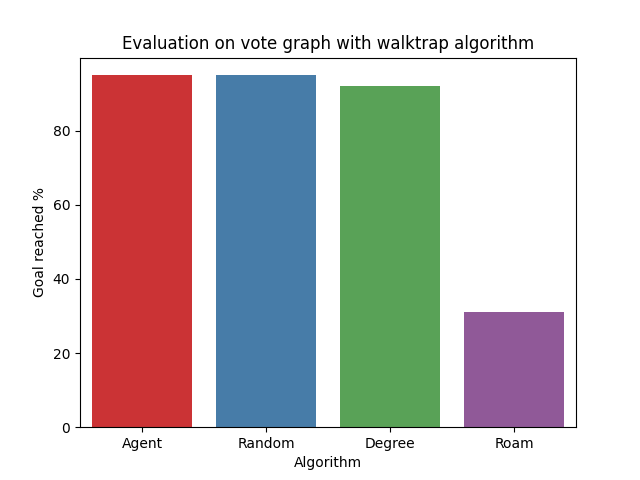 Evaluation on vote graph with walktrap algorithm
Goal reached %
80
60
40
20
0
Agent Random Degree Roam
Algorithm